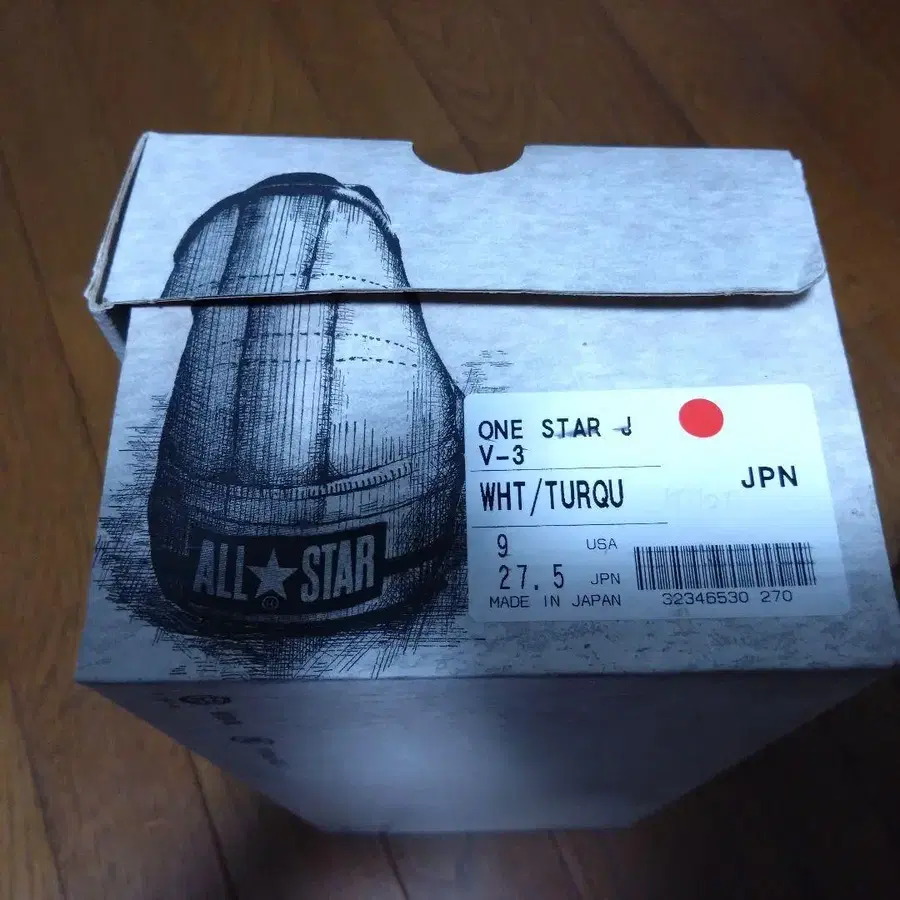 ALL★STAR
ONE STAR J
V-3
WHT/TURQU
JPN
9 USA
27.5 JPN
MADE IN JAPAN
32346530 270